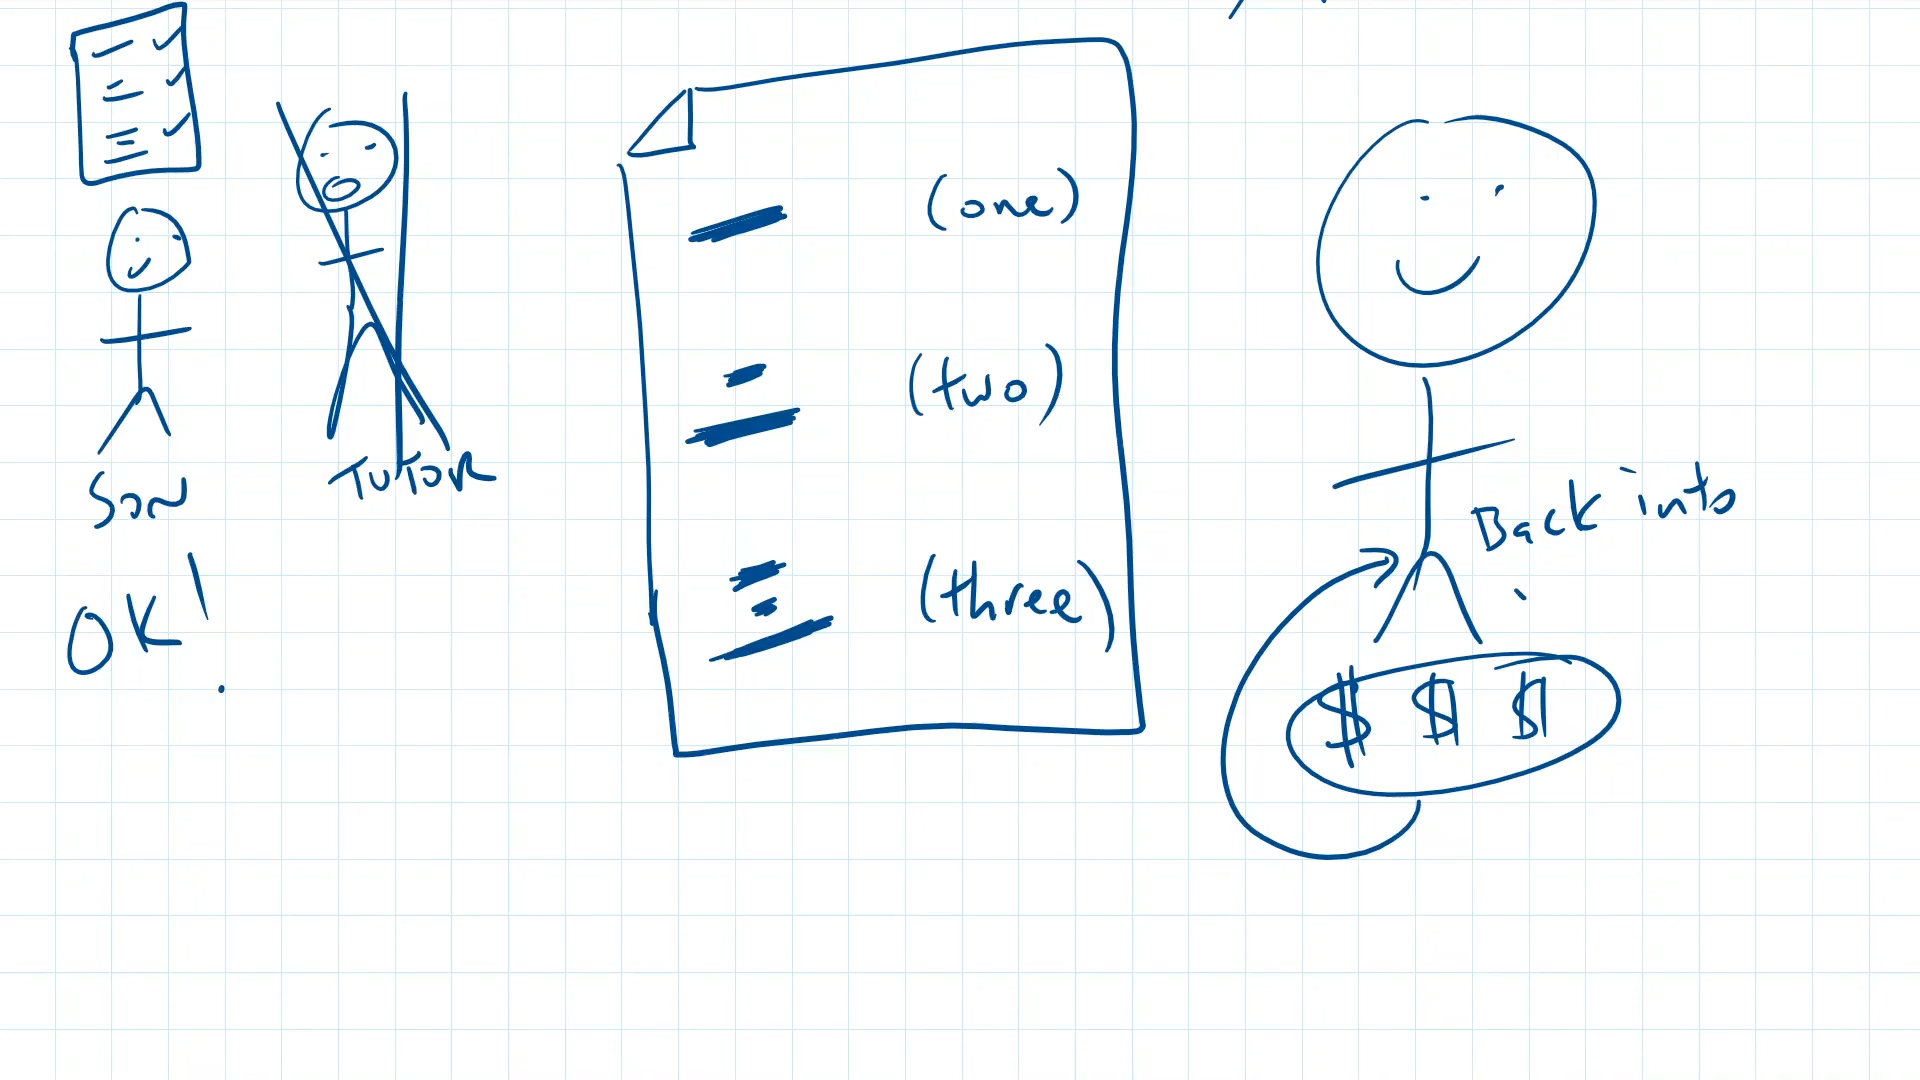 SON
OK!
TUTOR
(one)
(two)
(three)
Back into
$ $ $